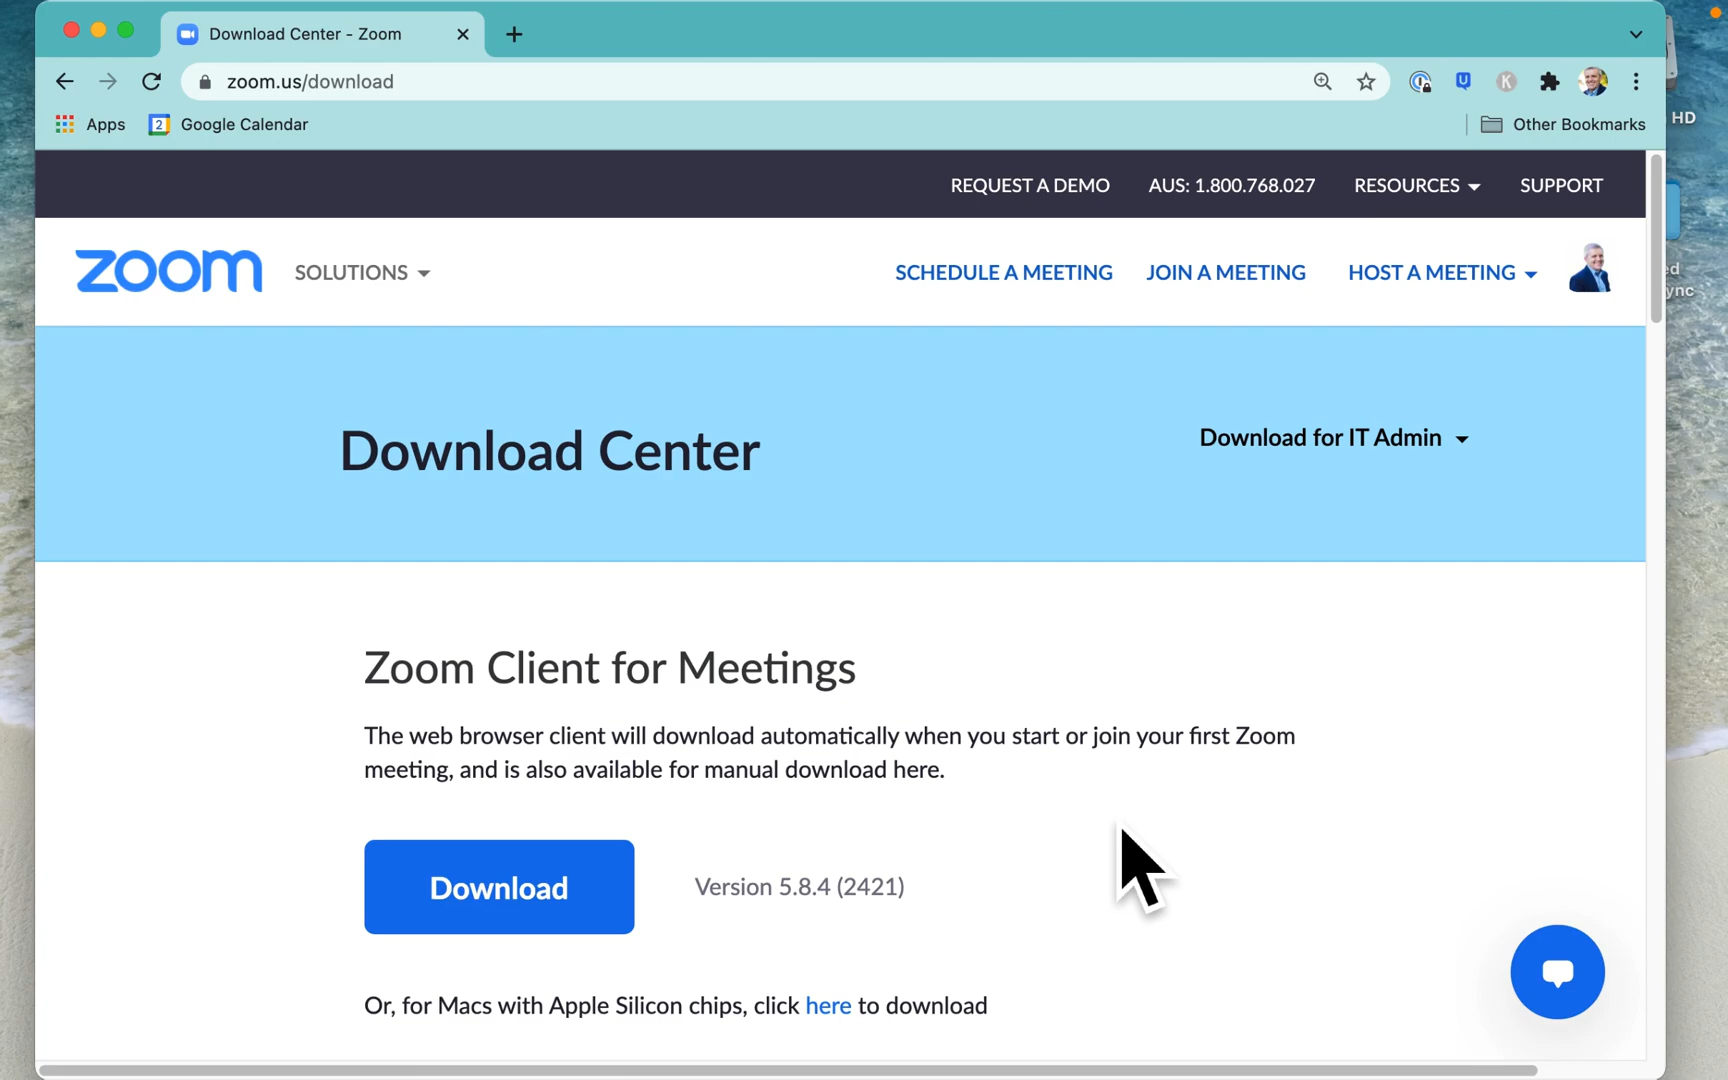 Download Center - Zoom
zoom.us/download
Apps
2
Google Calendar
Other Bookmarks
HD
REQUEST A DEMO
AUS: 1.800.768.027
RESOURCES
SUPPORT
zoom
SOLUTIONS
SCHEDULE A MEETING
JOIN A MEETING
HOST A MEETING
ed
ync
Download Center
Download for IT Admin
Zoom Client for Meetings
The web browser client will download automatically when you start or join your first Zoom
meeting, and is also available for manual download here.
Download
Version 5.8.4 (2421)
Or, for Macs with Apple Silicon chips, click here to download